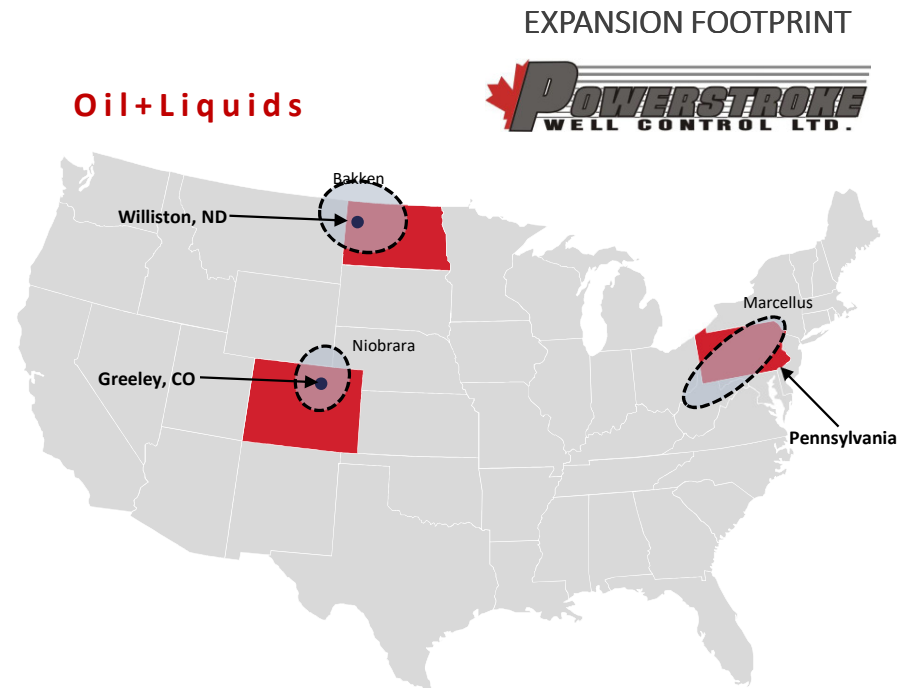 EXPANSION FOOTPRINT
POWERSTROKE
WELL CONTROL LTD.
Oil+Liquids
Bakken
Williston, ND
Marcellus
Niobrara
Greeley, CO
Pennsylvania